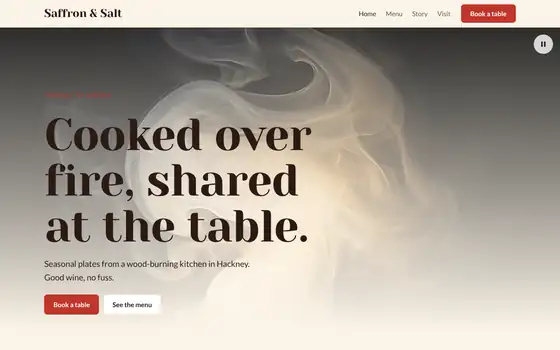 Saffron & Salt
Home Menu Story Visit Book a table
Cooked over
fire, shared
at the table.
Seasonal plates from a wood-burning kitchen in Hackney.
Good wine, no fuss.
Book a table See the menu